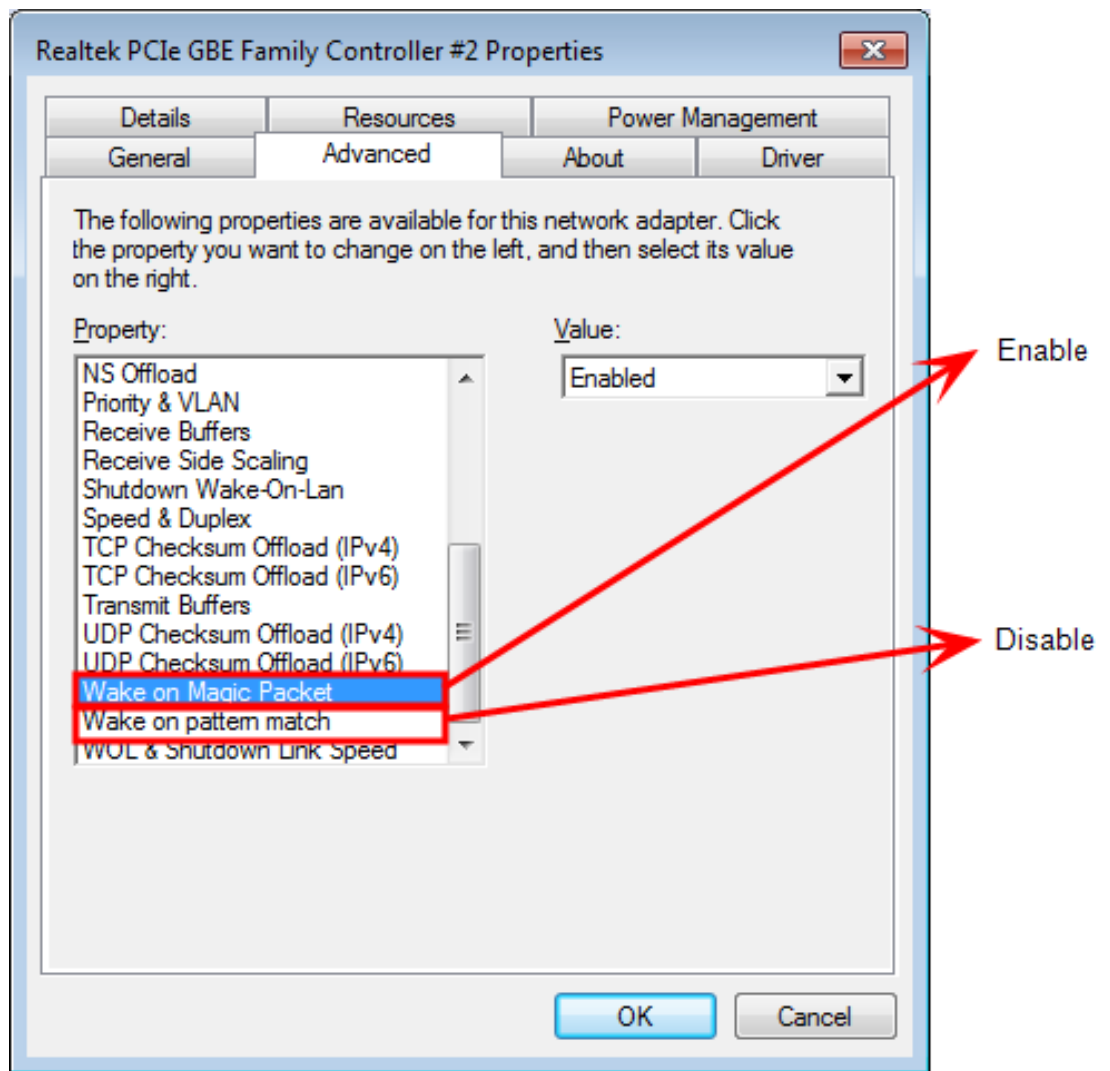 Realtek PCIe GBE Family Controller #2 Properties
Details Resources Power Management
General Advanced About Driver
The following properties are available for this network adapter. Click
the property you want to change on the left, and then select its value
on the right.
Property: Value:
NS Offload
Enabled
Priority & VLAN
Receive Buffers
Receive Side Scaling
Shutdown Wake-On-Lan
Speed & Duplex
TCP Checksum Offload (IPv4)
TCP Checksum Offload (IPv6)
Transmit Buffers
UDP Checksum Offload (IPv4)
UDP Checksum Offload (IPv6)
Wake on Magic Packet
Wake on pattern match
WOL & Shutdown Link Speed
Enable
Disable
OK Cancel